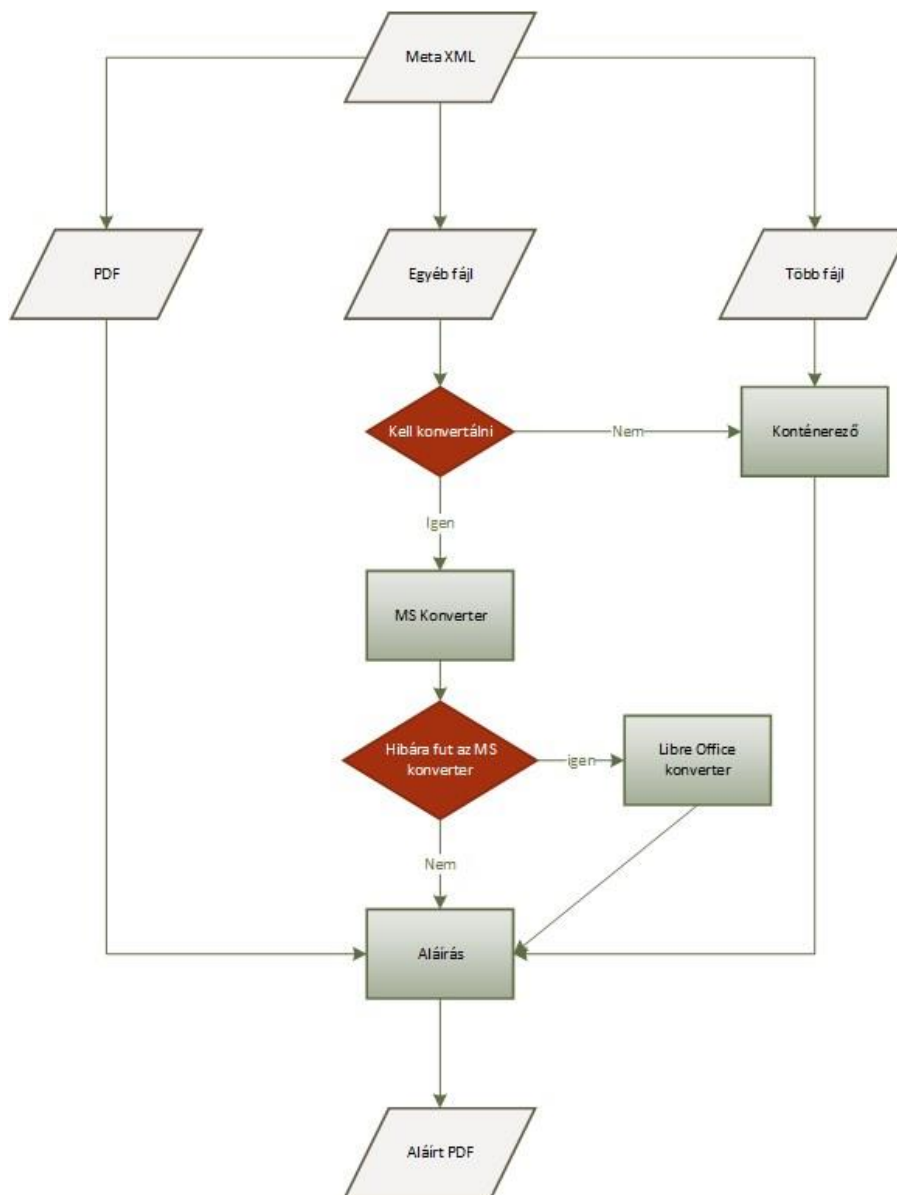 Meta XML
PDF
Egyéb fájl
Több fájl
Kell konvertálni
Nem
Konténerező
Igen
MS Konverter
Hibára fut az MS
konverter
igen
Libre Office
konverter
Nem
Aláírás
Aláírt PDF